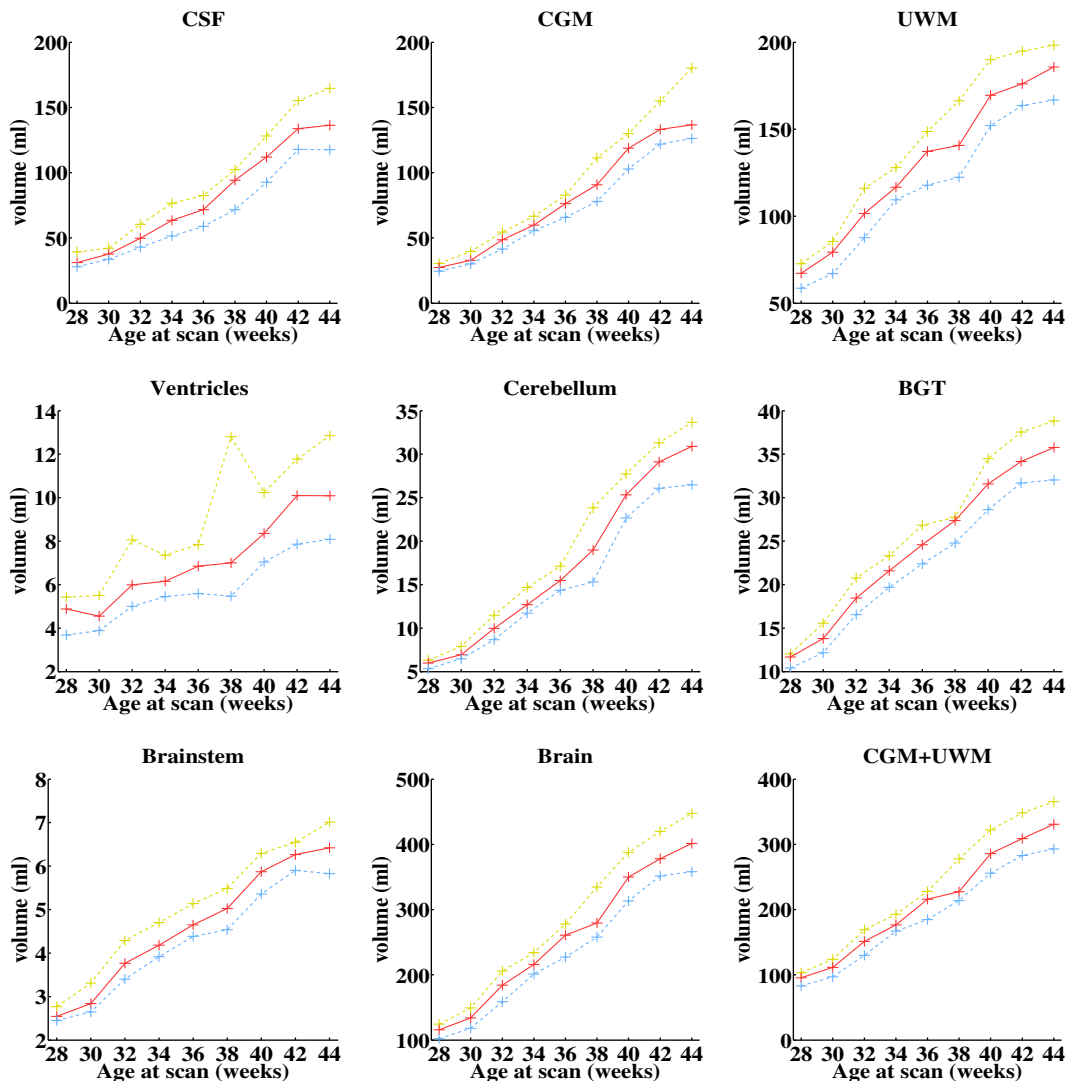 CSF
CGM
UWM
200
150
100
50
0
volume (ml)
28 30 32 34 36 38 40 42 44
Age at scan (weeks)
200
150
100
50
0
volume (ml)
28 30 32 34 36 38 40 42 44
Age at scan (weeks)
200
150
100
50
volume (ml)
28 30 32 34 36 38 40 42 44
Age at scan (weeks)
Ventricles
Cerebellum
BGT
14
12
10
8
6
4
2
volume (ml)
28 30 32 34 36 38 40 42 44
Age at scan (weeks)
35
30
25
20
15
10
5
volume (ml)
28 30 32 34 36 38 40 42 44
Age at scan (weeks)
40
35
30
25
20
15
10
volume (ml)
28 30 32 34 36 38 40 42 44
Age at scan (weeks)
Brainstem
Brain
CGM+UWM
8
7
6
5
4
3
2
volume (ml)
28 30 32 34 36 38 40 42 44
Age at scan (weeks)
500
400
300
200
100
volume (ml)
28 30 32 34 36 38 40 42 44
Age at scan (weeks)
400
300
200
100
0
volume (ml)
28 30 32 34 36 38 40 42 44
Age at scan (weeks)